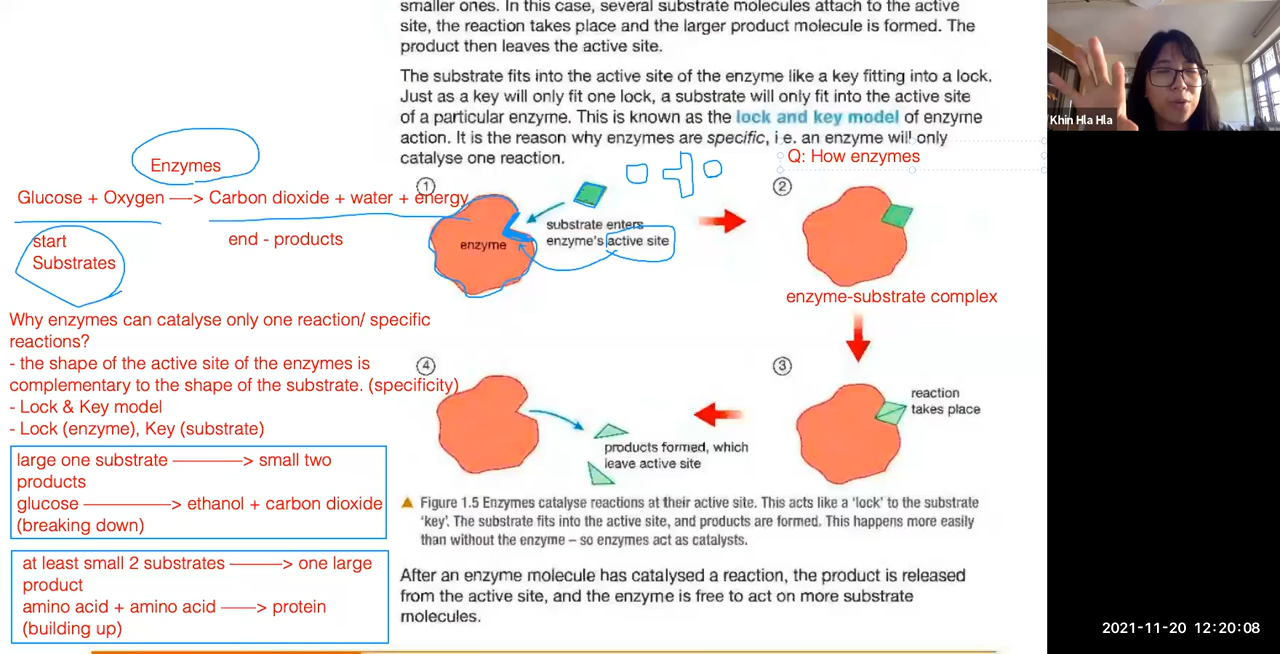 smaller ones. In this case, several substrate molecules attach to the active
site, the reaction takes place and the larger product molecule is formed. The
product then leaves the active site.
The substrate fits into the active site of the enzyme like a key fitting into a lock.
Just as a key will only fit one lock, a substrate will only fit into the active site
of a particular enzyme. This is known as the lock and key model of enzyme
action. It is the reason why enzymes are specific, i.e. an enzyme will only
catalyse one reaction.
Q: How enzymes
Khin Hla Hla
Enzymes
Glucose + Oxygen —-> Carbon dioxide + water + energy
start
Substrates
end - products
Why enzymes can catalyse only one reaction/ specific
reactions?
- the shape of the active site of the enzymes is
complementary to the shape of the substrate. (specificity)
- Lock & Key model
- Lock (enzyme), Key (substrate)
large one substrate ————> small two
products
glucose —————> ethanol + carbon dioxide
(breaking down)
at least small 2 substrates ———> one large
product
amino acid + amino acid ——> protein
(building up)
1
enzyme
substrate enters
enzyme's active site
2
enzyme-substrate complex
3
reaction
takes place
4
products formed, which
leave active site
Figure 1.5 Enzymes catalyse reactions at their active site. This acts like a 'lock' to the substrate
'key'. The substrate fits into the active site, and products are formed. This happens more easily
than without the enzyme – so enzymes act as catalysts.
After an enzyme molecule has catalysed a reaction, the product is released
from the active site, and the enzyme is free to act on more substrate
molecules.
2021-11-20 12:20:08